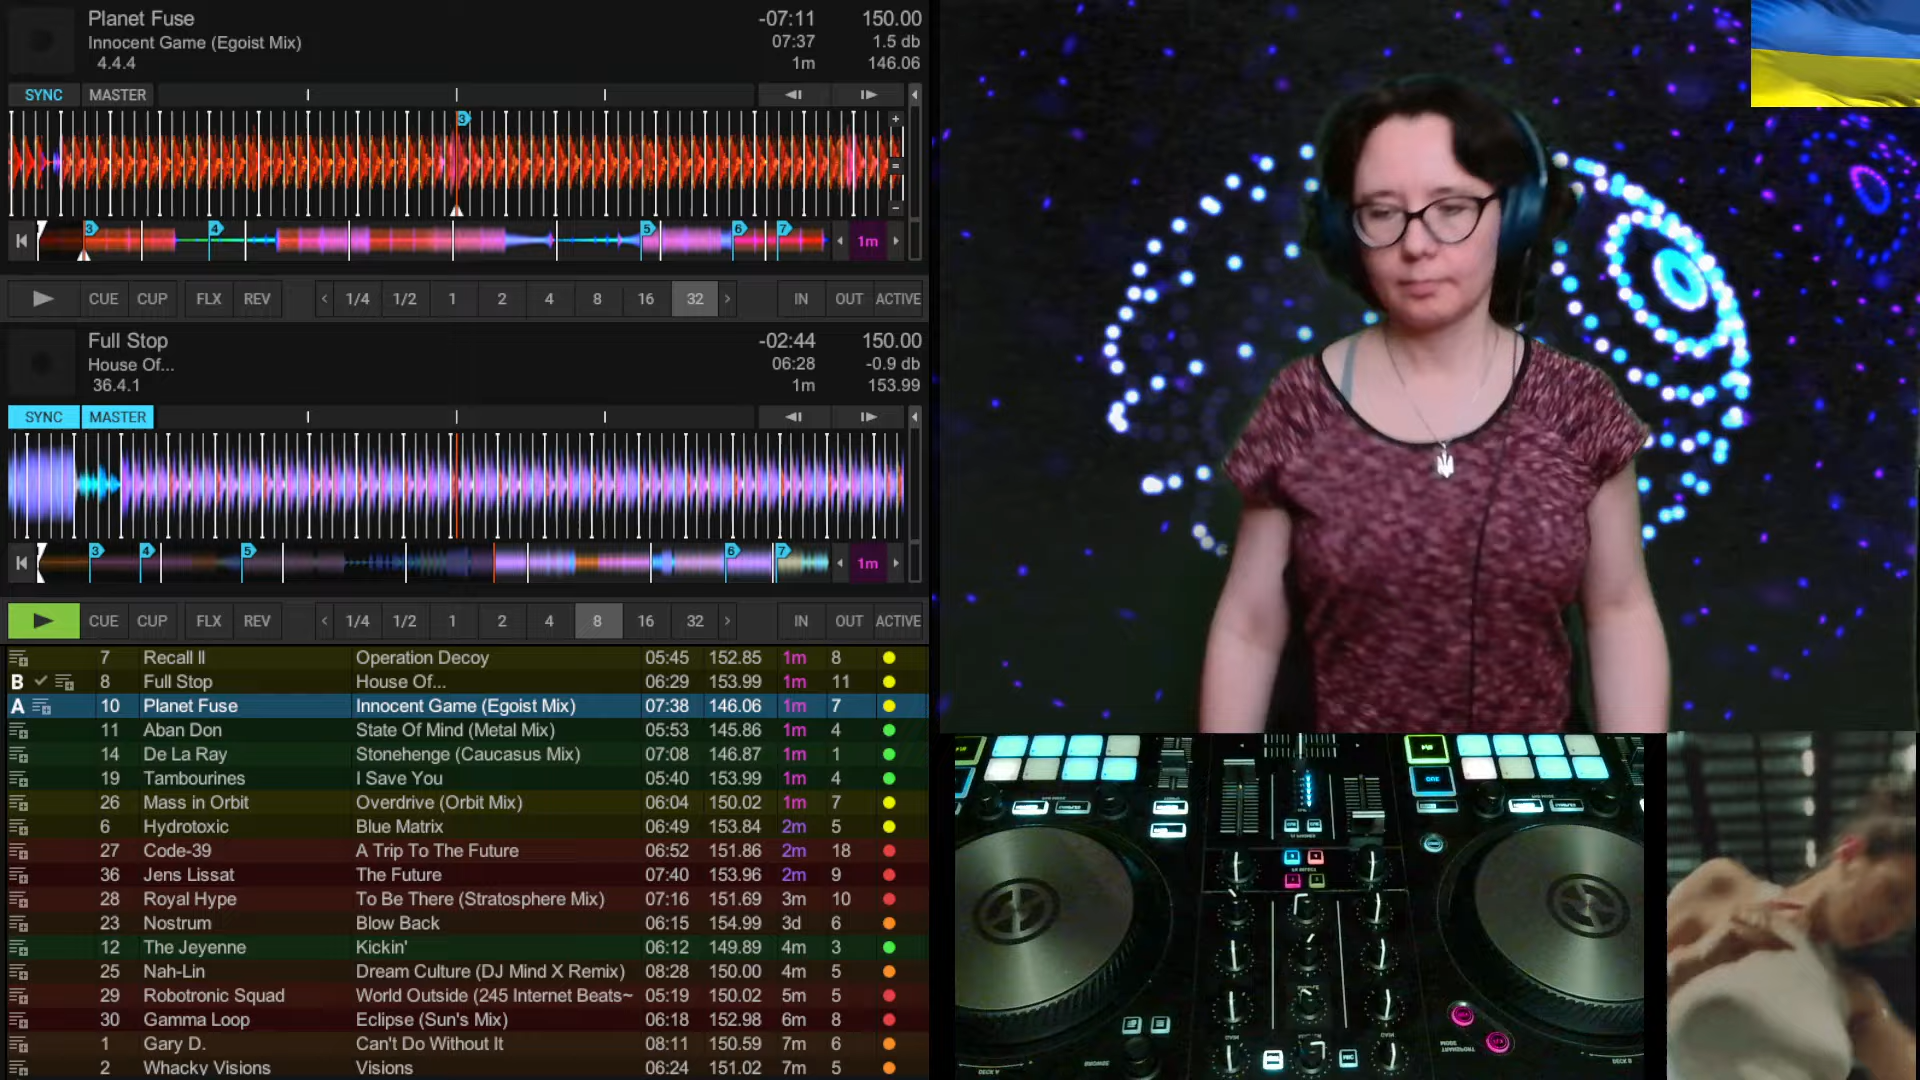 Planet Fuse -07:11 150.00
Innocent Game (Egoist Mix) 07:37 1.5 db
4.4.4 1m 146.06
SYNC MASTER
3
3 4 5 6 7 1m
CUE CUP FLX REV 1/4 1/2 1 2 4 8 16 32 IN OUT ACTIVE
Full Stop -02:44 150.00
House Of... 06:28 -0.9 db
36.4.1 1m 153.99
SYNC MASTER
3 4 5 6 7 1m
CUE CUP FLX REV 1/4 1/2 1 2 4 8 16 32 IN OUT ACTIVE
7 Recall II Operation Decoy 05:45 152.85 1m 8
B 8 Full Stop House Of... 06:29 153.99 1m 11
A 10 Planet Fuse Innocent Game (Egoist Mix) 07:38 146.06 1m 7
11 Aban Don State Of Mind (Metal Mix) 05:53 145.86 1m 4
14 De La Ray Stonehenge (Caucasus Mix) 07:08 146.87 1m 1
19 Tambourines I Save You 05:40 153.99 1m 4
26 Mass in Orbit Overdrive (Orbit Mix) 06:04 150.02 1m 7
6 Hydrotoxic Blue Matrix 06:49 153.84 2m 5
27 Code-39 A Trip To The Future 06:52 151.86 2m 18
36 Jens Lissat The Future 07:40 153.96 2m 9
28 Royal Hype To Be There (Stratosphere Mix) 07:16 151.69 3m 10
23 Nostrum Blow Back 06:15 154.99 3d 6
12 The Jeyenne Kickin' 06:12 149.89 4m 3
25 Nah-Lin Dream Culture (DJ Mind X Remix) 08:28 150.00 4m 5
29 Robotronic Squad World Outside (245 Internet Beats~ 05:19 150.02 5m 5
30 Gamma Loop Eclipse (Sun's Mix) 06:18 152.98 6m 8
1 Gary D. Can't Do Without It 08:11 150.59 7m 6
2 Whacky Visions Visions 06:24 151.02 7m 5